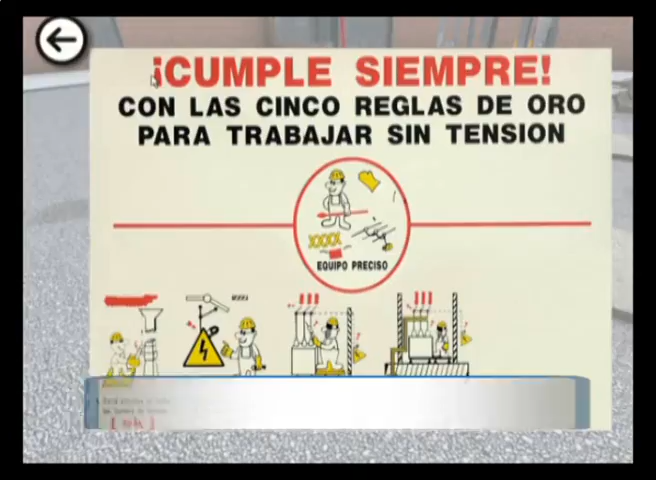 ¡CUMPLE SIEMPRE!
CON LAS CINCO REGLAS DE ORO
PARA TRABAJAR SIN TENSION
EQUIPO PRECISO